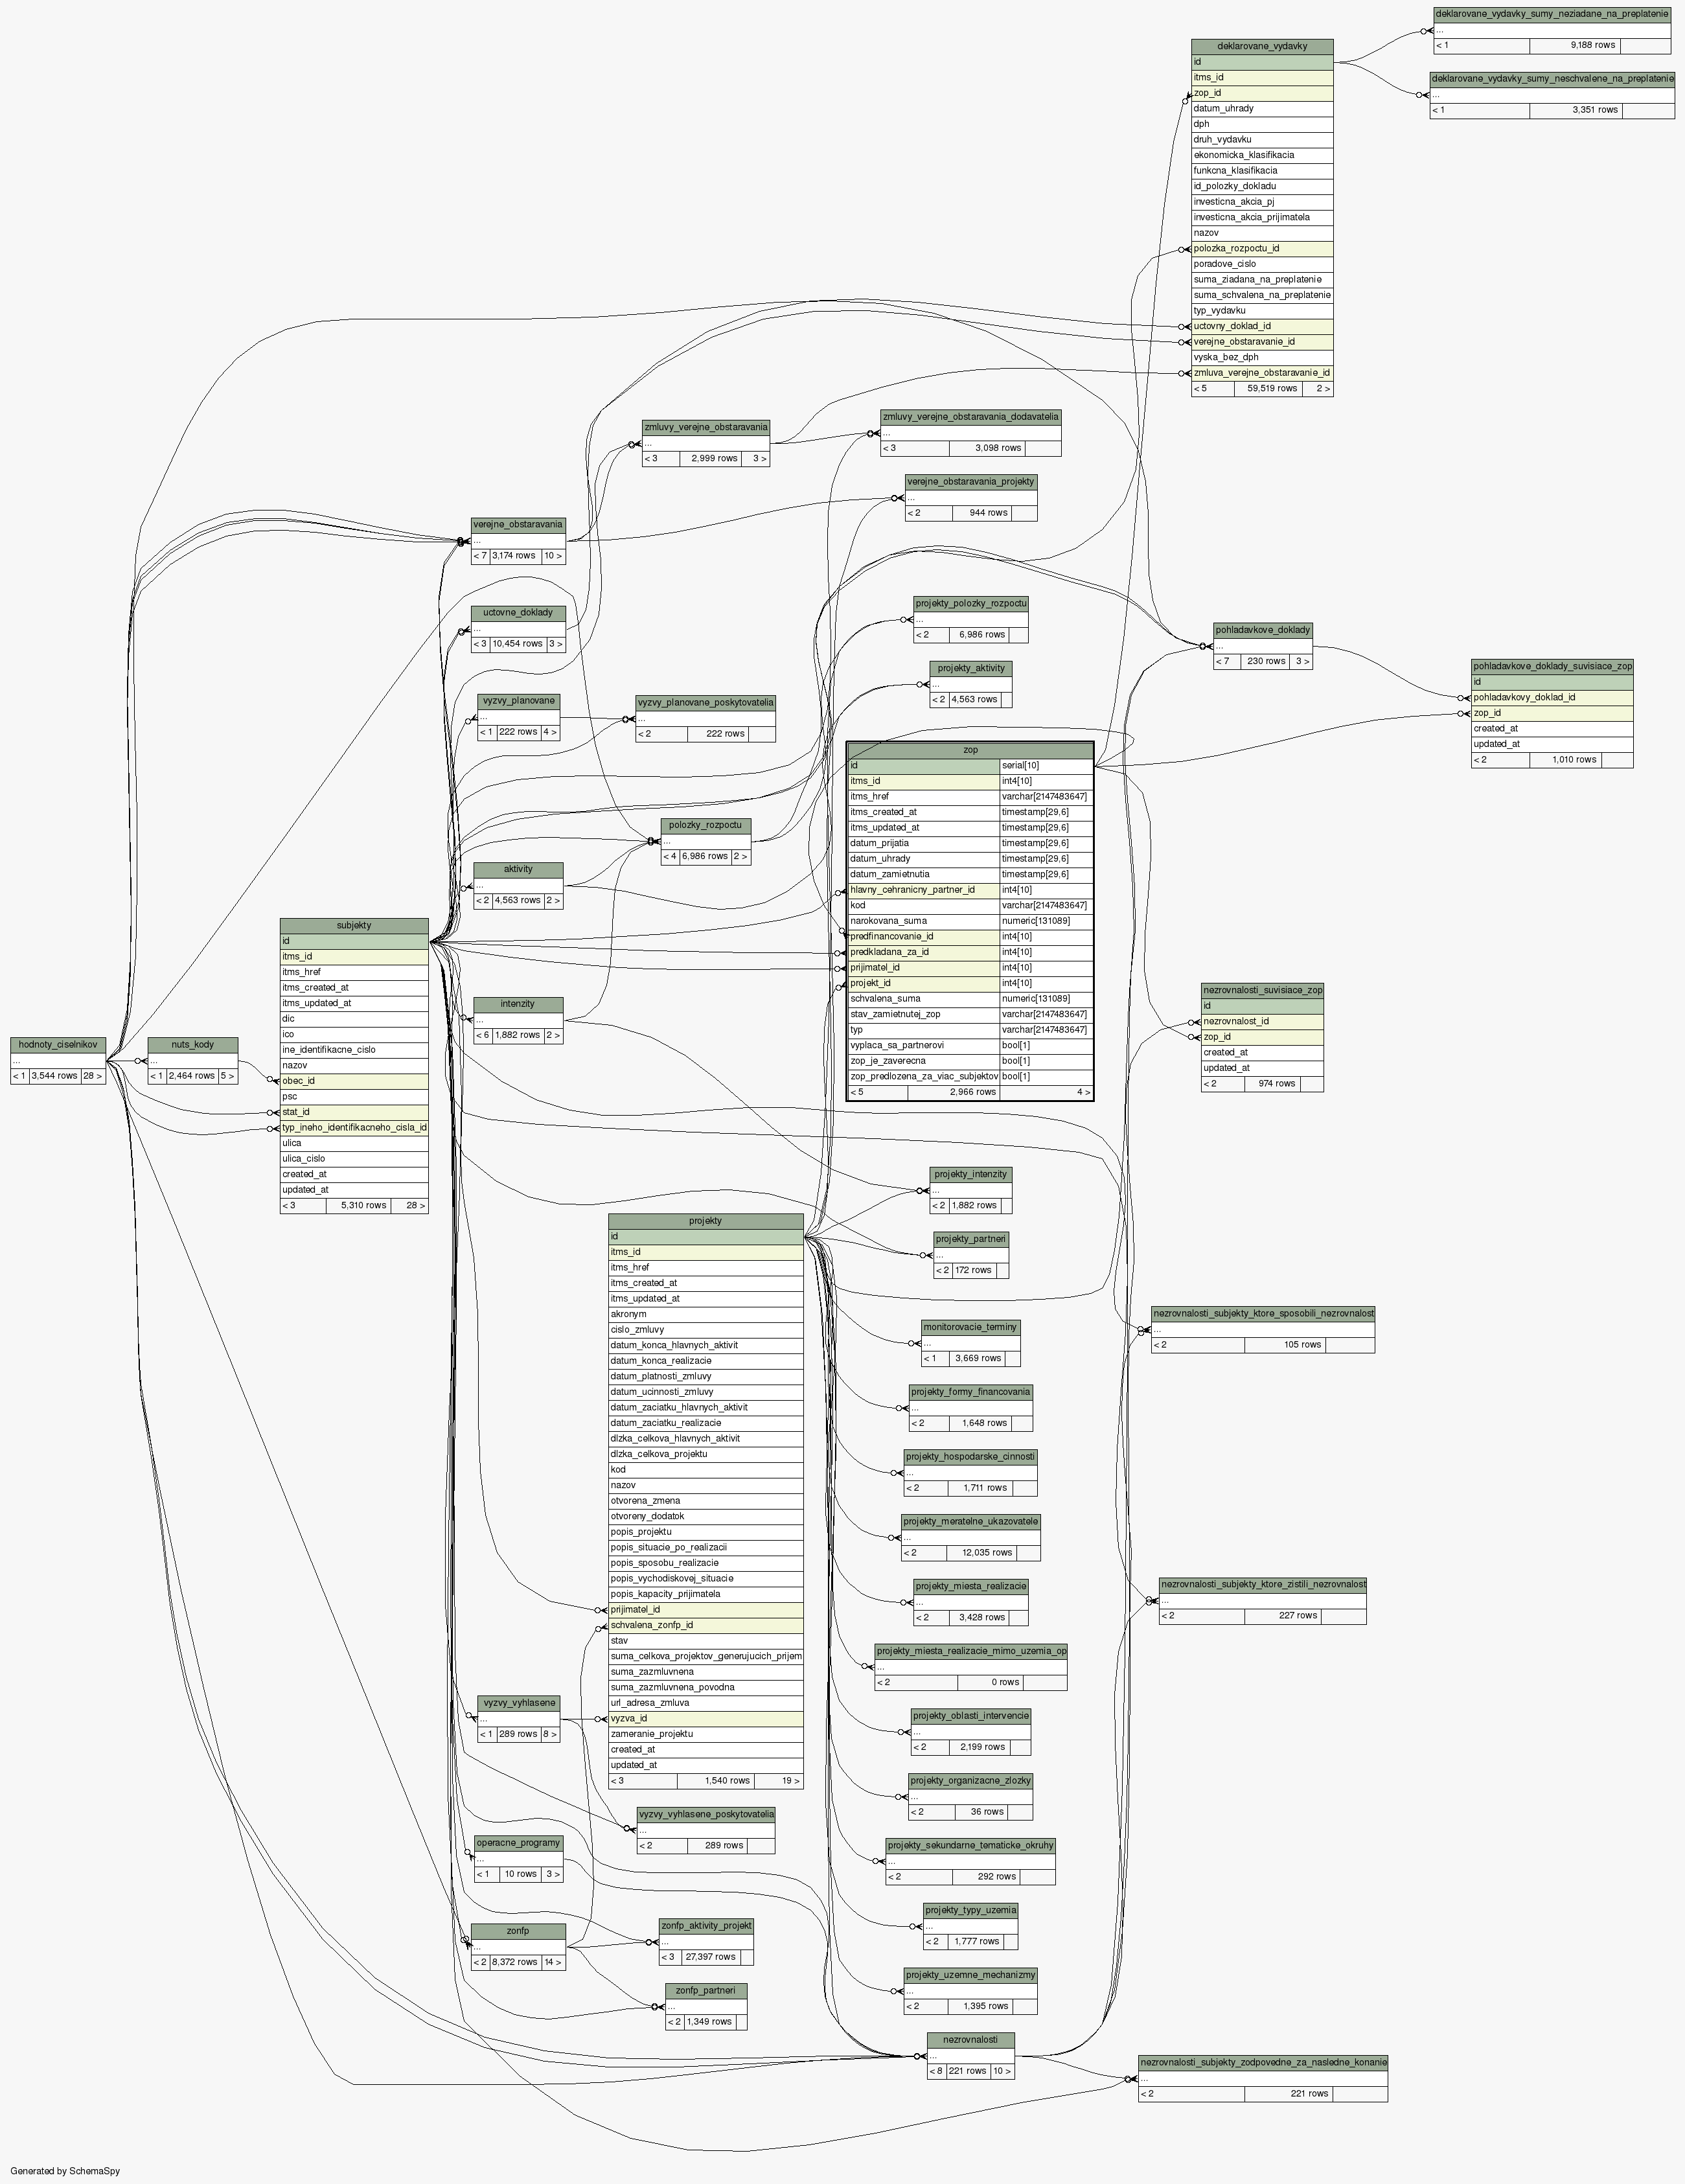 deklarovane_vydavky_sumy_neziadane_na_preplatenie
...
< 1 9,188 rows
deklarovane_vydavky_sumy_neschvalene_na_preplatenie
...
< 1 3,351 rows
deklarovane_vydavky
id
itms_id
zop_id
datum_uhrady
dph
druh_vydavku
ekonomicka_klasifikacia
funkcna_klasifikacia
id_polozky_dokladu
investicna_akcia_pj
investicna_akcia_prijimatela
nazov
polozka_rozpoctu_id
poradove_cislo
suma_ziadana_na_preplatenie
suma_schvalena_na_preplatenie
typ_vydavku
uctovny_doklad_id
verejne_obstaravanie_id
vyska_bez_dph
zmluva_verejne_obstaravanie_id
< 5 59,519 rows 2 >
zmluvy_verejne_obstaravania
...
< 3 2,999 rows 3 >
zmluvy_verejne_obstaravania_dodavatelia
...
< 3 3,098 rows
verejne_obstaravania_projekty
...
< 2 944 rows
verejne_obstaravania
...
< 7 3,174 rows 10 >
uctovne_doklady
...
< 3 10,454 rows 3 >
projekty_polozky_rozpoctu
...
< 2 6,986 rows
pohladavkove_doklady
...
< 7 230 rows 3 >
projekty_aktivity
...
< 2 4,563 rows
pohladavkove_doklady_suvisiace_zop
id
pohladavkovy_doklad_id
zop_id
created_at
updated_at
< 2 1,010 rows
vyzvy_planovane
...
< 1 222 rows 4 >
vyzvy_planovane_poskytovatelia
...
< 2 222 rows
zop
id serial[10]
itms_id int4[10]
itms_href varchar[2147483647]
itms_created_at timestamp[29,6]
itms_updated_at timestamp[29,6]
datum_prijatia timestamp[29,6]
datum_uhrady timestamp[29,6]
datum_zamietnutia timestamp[29,6]
hlavny_cehranicny_partner_id int4[10]
kod varchar[2147483647]
narokovana_suma numeric[131089]
predfinancovanie_id int4[10]
predkladana_za_id int4[10]
prijimatel_id int4[10]
projekt_id int4[10]
schvalena_suma numeric[131089]
stav_zamietnutej_zop varchar[2147483647]
typ varchar[2147483647]
vyplaca_sa_partnerovi bool[1]
zop_je_zaverecna bool[1]
zop_predlozena_za_viac_subjektov bool[1]
< 5 2,966 rows 4 >
polozky_rozpoctu
...
< 4 6,986 rows 2 >
aktivity
...
< 2 4,563 rows 2 >
subjekty
id
itms_id
itms_href
itms_created_at
itms_updated_at
dic
ico
ine_identifikacne_cislo
nazov
obec_id
psc
stat_id
typ_ineho_identifikacneho_cisla_id
ulica
ulica_cislo
created_at
updated_at
< 3 5,310 rows 28 >
intenzity
...
< 6 1,882 rows 2 >
nezrovnalosti_suvisiace_zop
id
nezrovnalost_id
zop_id
created_at
updated_at
< 2 974 rows
hodnoty_ciselnikov
...
< 1 3,544 rows 28 >
nuts_kody
...
< 1 2,464 rows 5 >
projekty_intenzity
...
< 2 1,882 rows
projekty_partneri
...
< 2 172 rows
projekty
id
itms_id
itms_href
itms_created_at
itms_updated_at
akronym
cislo_zmluvy
datum_konca_hlavnych_aktivit
datum_konca_realizacie
datum_platnosti_zmluvy
datum_ucinnosti_zmluvy
datum_zaciatku_hlavnych_aktivit
datum_zaciatku_realizacie
dlzka_celkova_hlavnych_aktivit
dlzka_celkova_projektu
kod
nazov
otvorena_zmena
otvoreny_dodatok
popis_projektu
popis_situacie_po_realizacii
popis_sposobu_realizacie
popis_vychodiskovej_situacie
popis_kapacity_prijimatela
prijimatel_id
schvalena_zonfp_id
stav
suma_celkova_projektov_generujucich_prijem
suma_zazmluvnena
suma_zazmluvnena_povodna
url_adresa_zmluva
vyzva_id
zameranie_projektu
created_at
updated_at
< 3 1,540 rows 19 >
nezrovnalosti_subjekty_ktore_sposobili_nezrovnalost
...
< 2 105 rows
monitorovacie_terminy
...
< 1 3,669 rows
projekty_formy_financovania
...
< 2 1,648 rows
projekty_hospodarske_cinnosti
...
< 2 1,711 rows
projekty_meratelne_ukazovatele
...
< 2 12,035 rows
projekty_miesta_realizacie
...
< 2 3,428 rows
nezrovnalosti_subjekty_ktore_zistili_nezrovnalost
...
< 2 227 rows
projekty_miesta_realizacie_mimo_uzemia_op
...
< 2 0 rows
vyzvy_vyhlasene
...
< 1 289 rows 8 >
projekty_oblasti_intervencie
...
< 2 2,199 rows
projekty_organizacne_zlozky
...
< 2 36 rows
vyzvy_vyhlasene_poskytovatelia
...
< 2 289 rows
operacne_programy
...
< 1 10 rows 3 >
projekty_sekundarne_tematicke_okruhy
...
< 2 292 rows
projekty_typy_uzemia
...
< 2 1,777 rows
zonfp
...
< 2 8,372 rows 14 >
zonfp_aktivity_projekt
...
< 3 27,397 rows
projekty_uzemne_mechanizmy
...
< 2 1,395 rows
zonfp_partneri
...
< 2 1,349 rows
nezrovnalosti
...
< 8 221 rows 10 >
nezrovnalosti_subjekty_zodpovedne_za_nasledne_konanie
...
< 2 221 rows
Generated by SchemaSpy